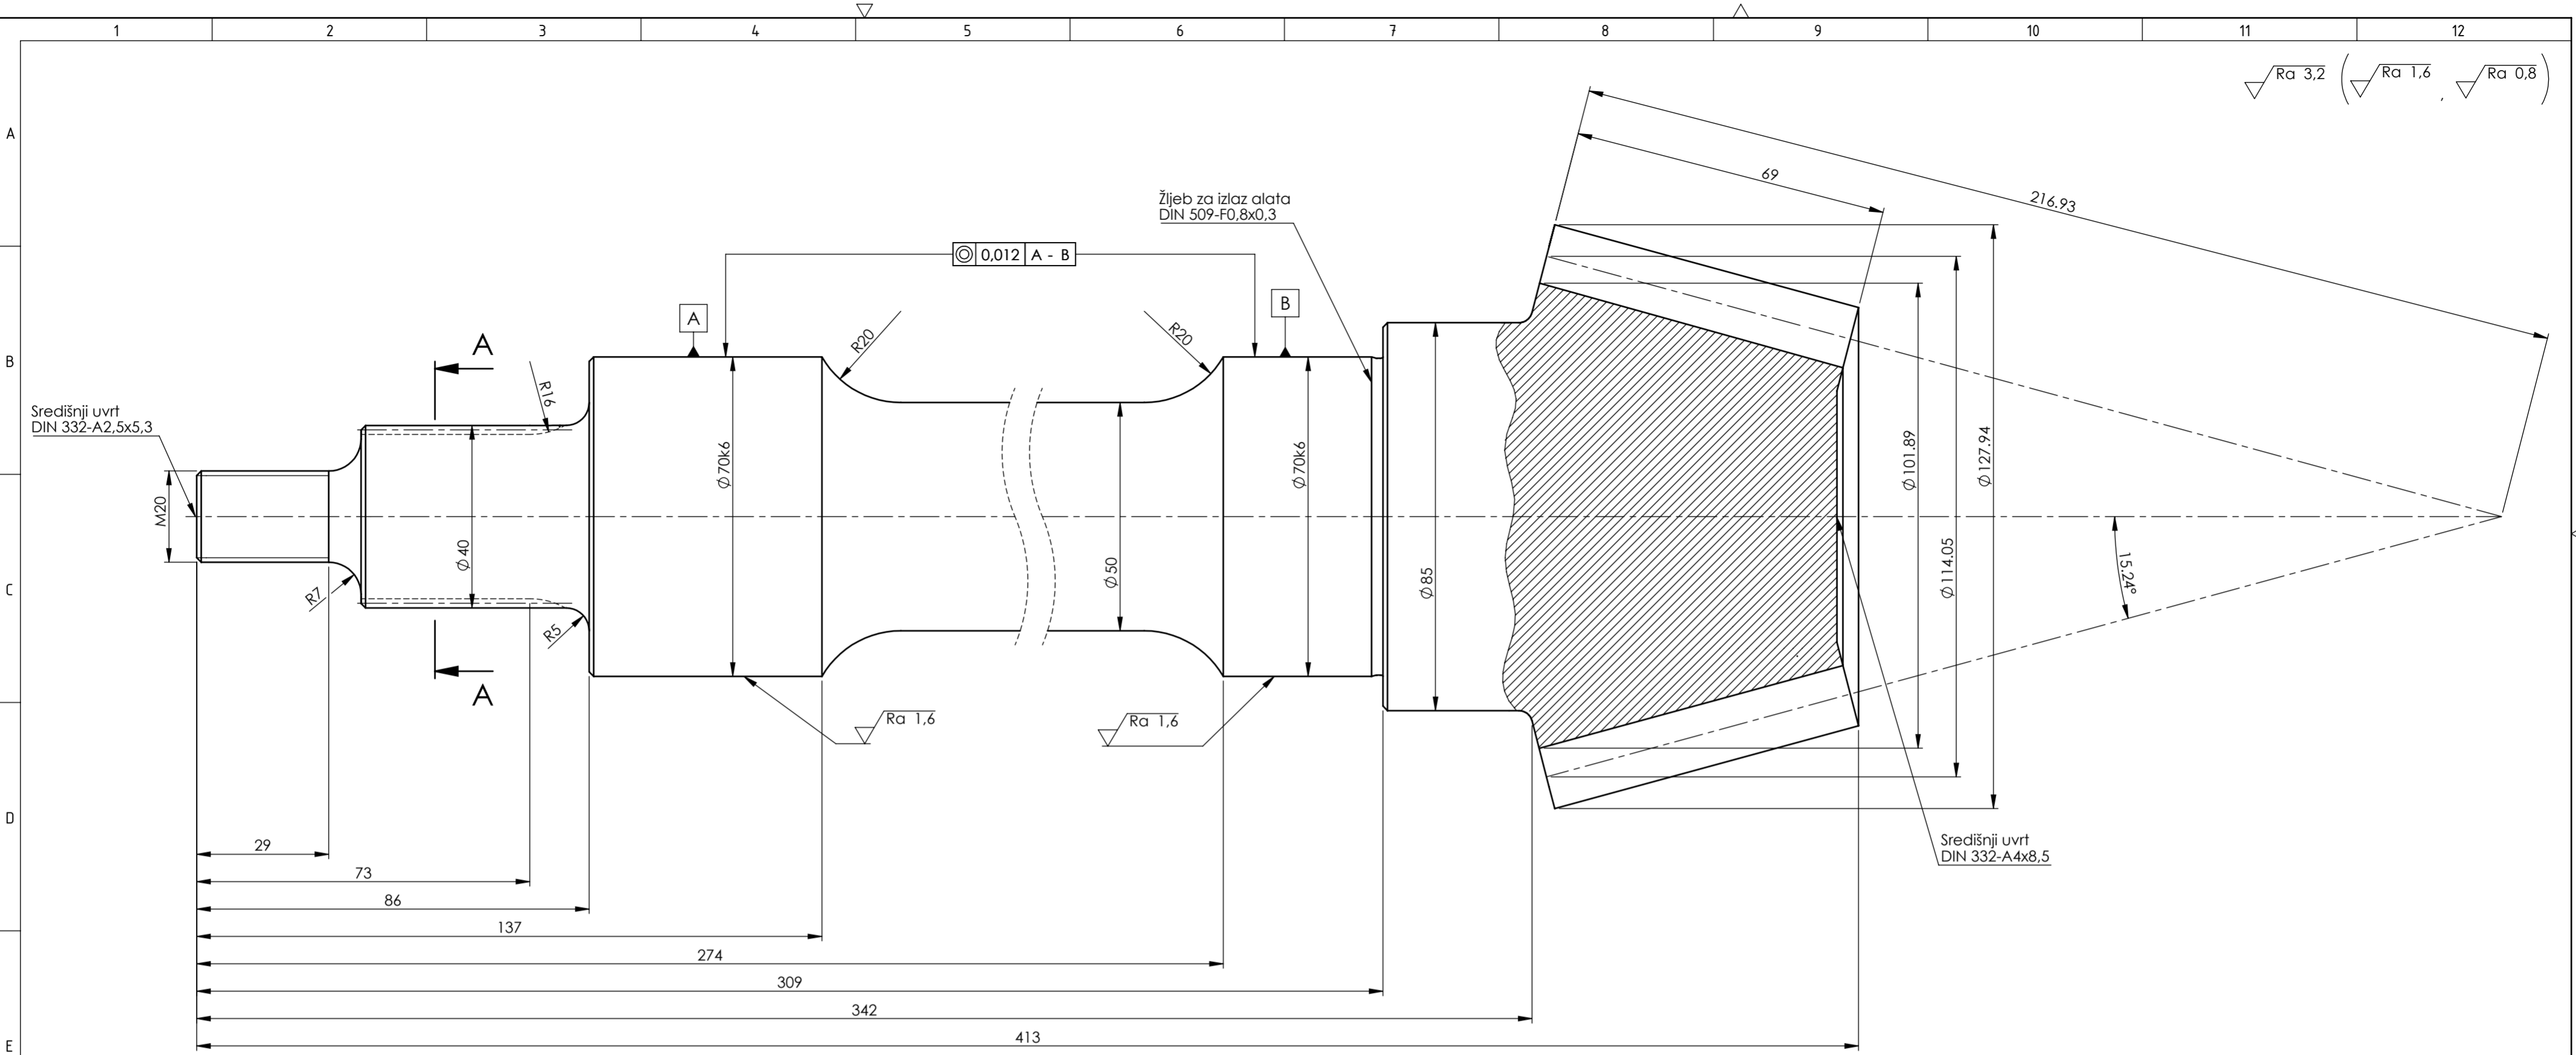 1 2 3 4 5 6 7 8 9 10 11 12
Ra 3,2 ( Ra 1,6 , Ra 0,8 )
A
B
C
D
E
69
216.93
Žljeb za izlaz alata
DIN 509-F0,8x0,3
◎ 0,012 A - B
A
B
R20
R20
A
R16
Središnji uvrt
DIN 332-A2,5x5,3
M20
Ø40
Ø70k6
Ø50
Ø70k6
Ø85
Ø101.89
Ø114.05
Ø127.94
15.24°
R7
R5
A
Ra 1,6
Ra 1,6
Središnji uvrt
DIN 332-A4x8,5
29
73
86
137
274
309
342
413